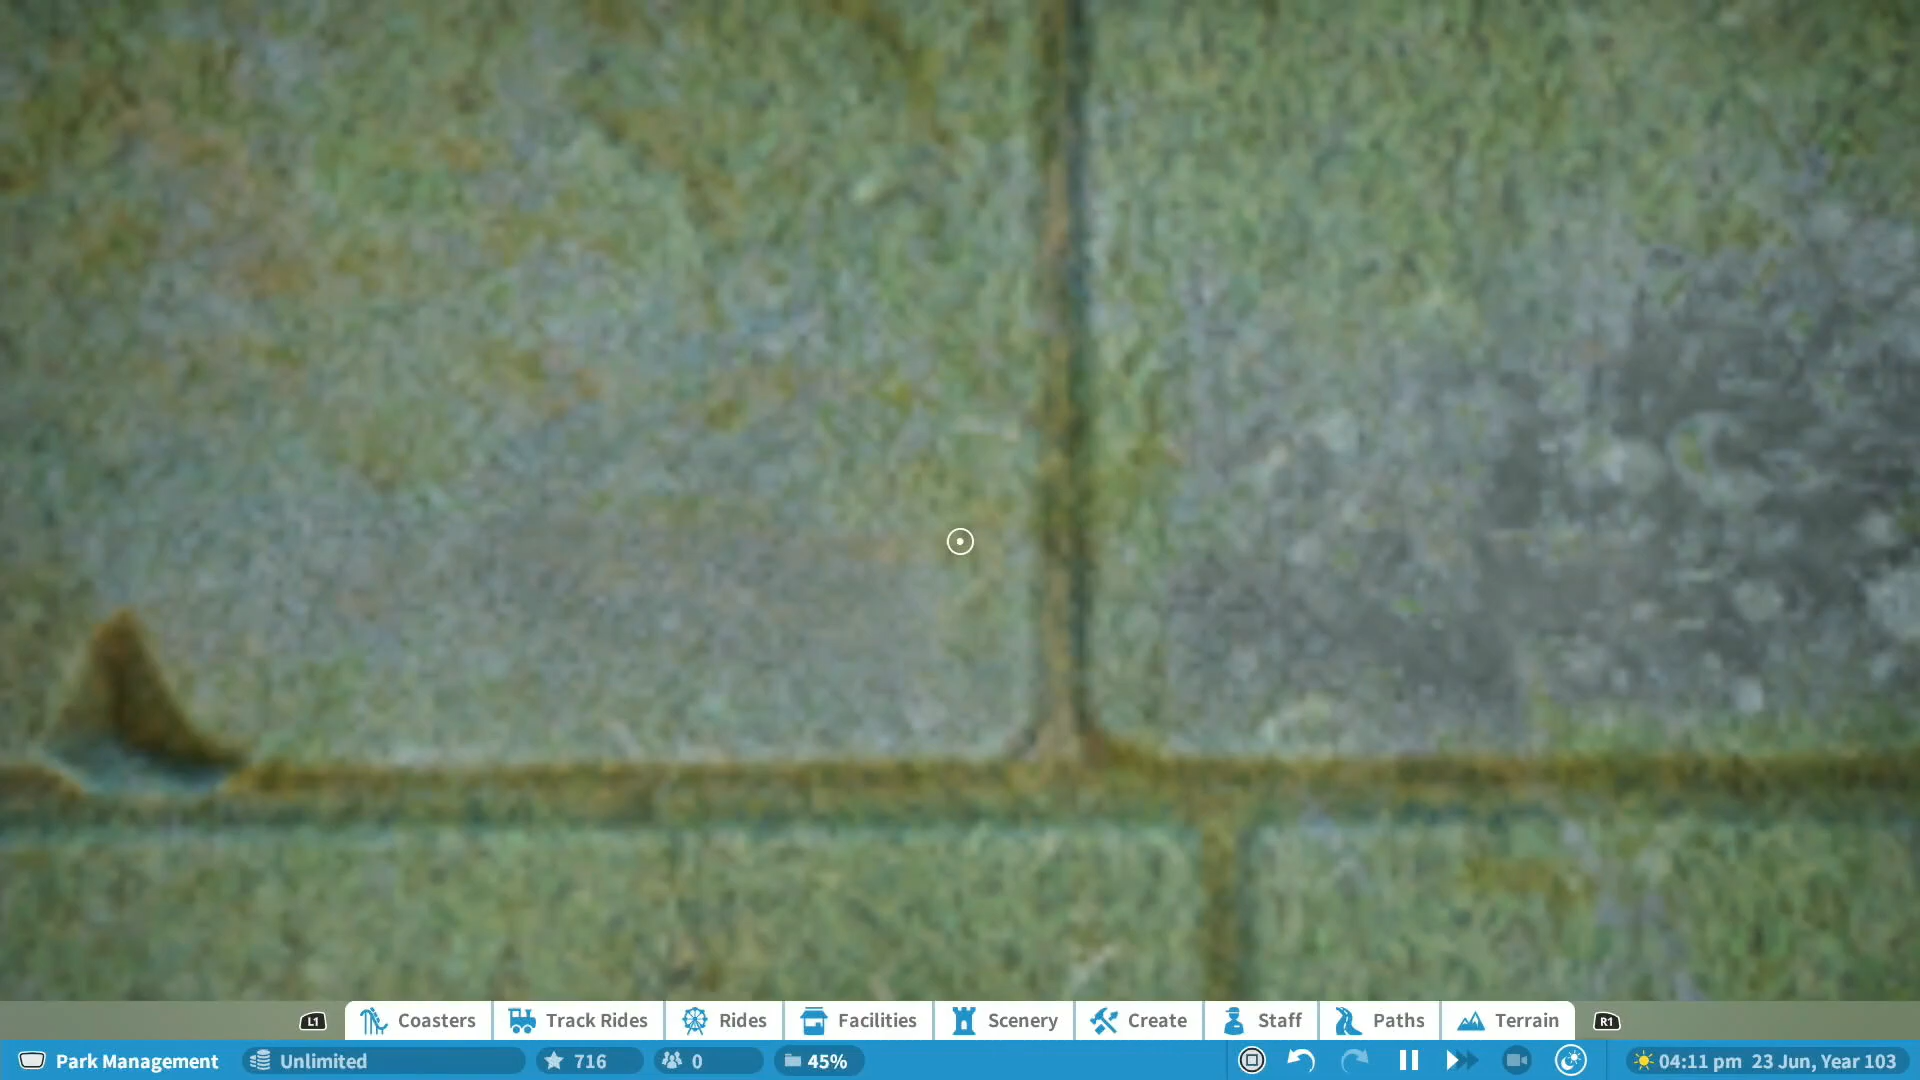 L1 Coasters Track Rides Rides Facilities Scenery Create Staff Paths Terrain R1
Park Management Unlimited 716 0 45% 04:11 pm 23 Jun, Year 103